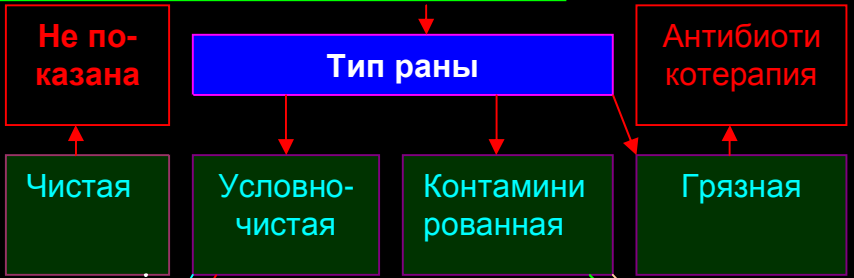 Не по-
казана
Тип раны
Антибиоти
котерапия
Чистая
Условно-
чистая
Контамини
рованная
Грязная